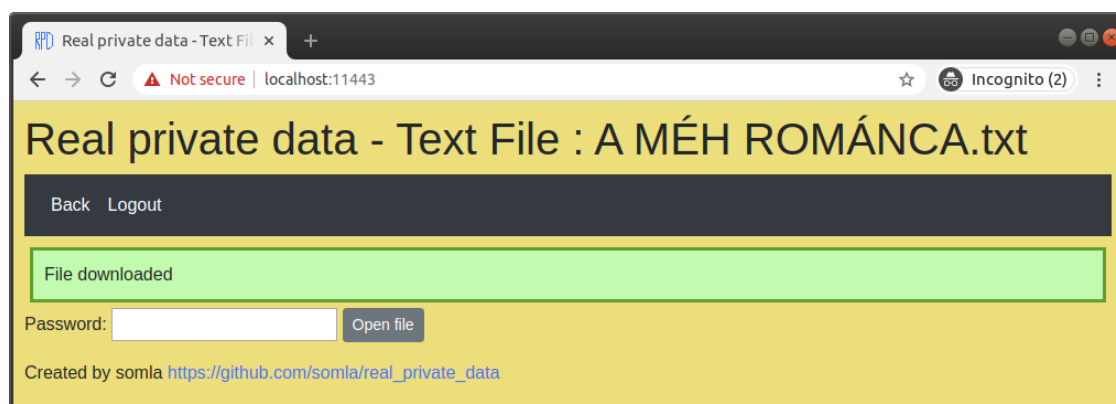 RPD Real private data - Text Fil
Not secure | localhost:11443 Incognito (2)
Real private data - Text File : A MÉH ROMÁNCA.txt
Back Logout
File downloaded
Password: Open file
Created by somla https://github.com/somla/real_private_data